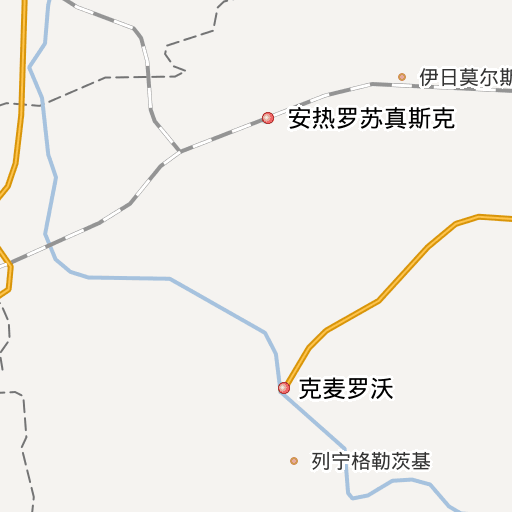 伊日莫尔斯
安热罗苏真斯克
克麦罗沃
列宁格勒茨基